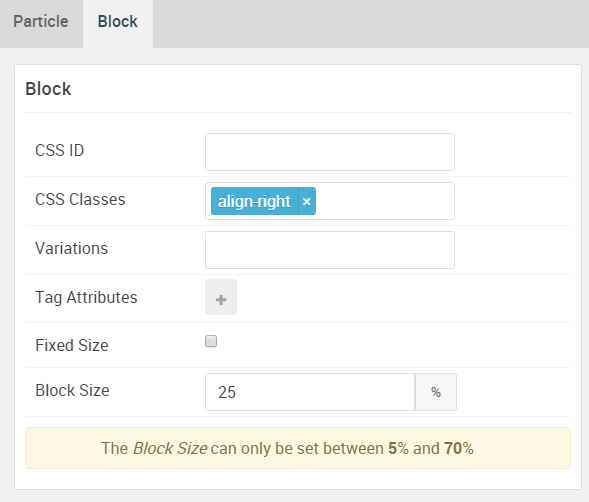 Particle Block
Block
CSS ID
CSS Classes align-right ×
Variations
Tag Attributes +
Fixed Size
Block Size 25 %
The Block Size can only be set between 5% and 70%